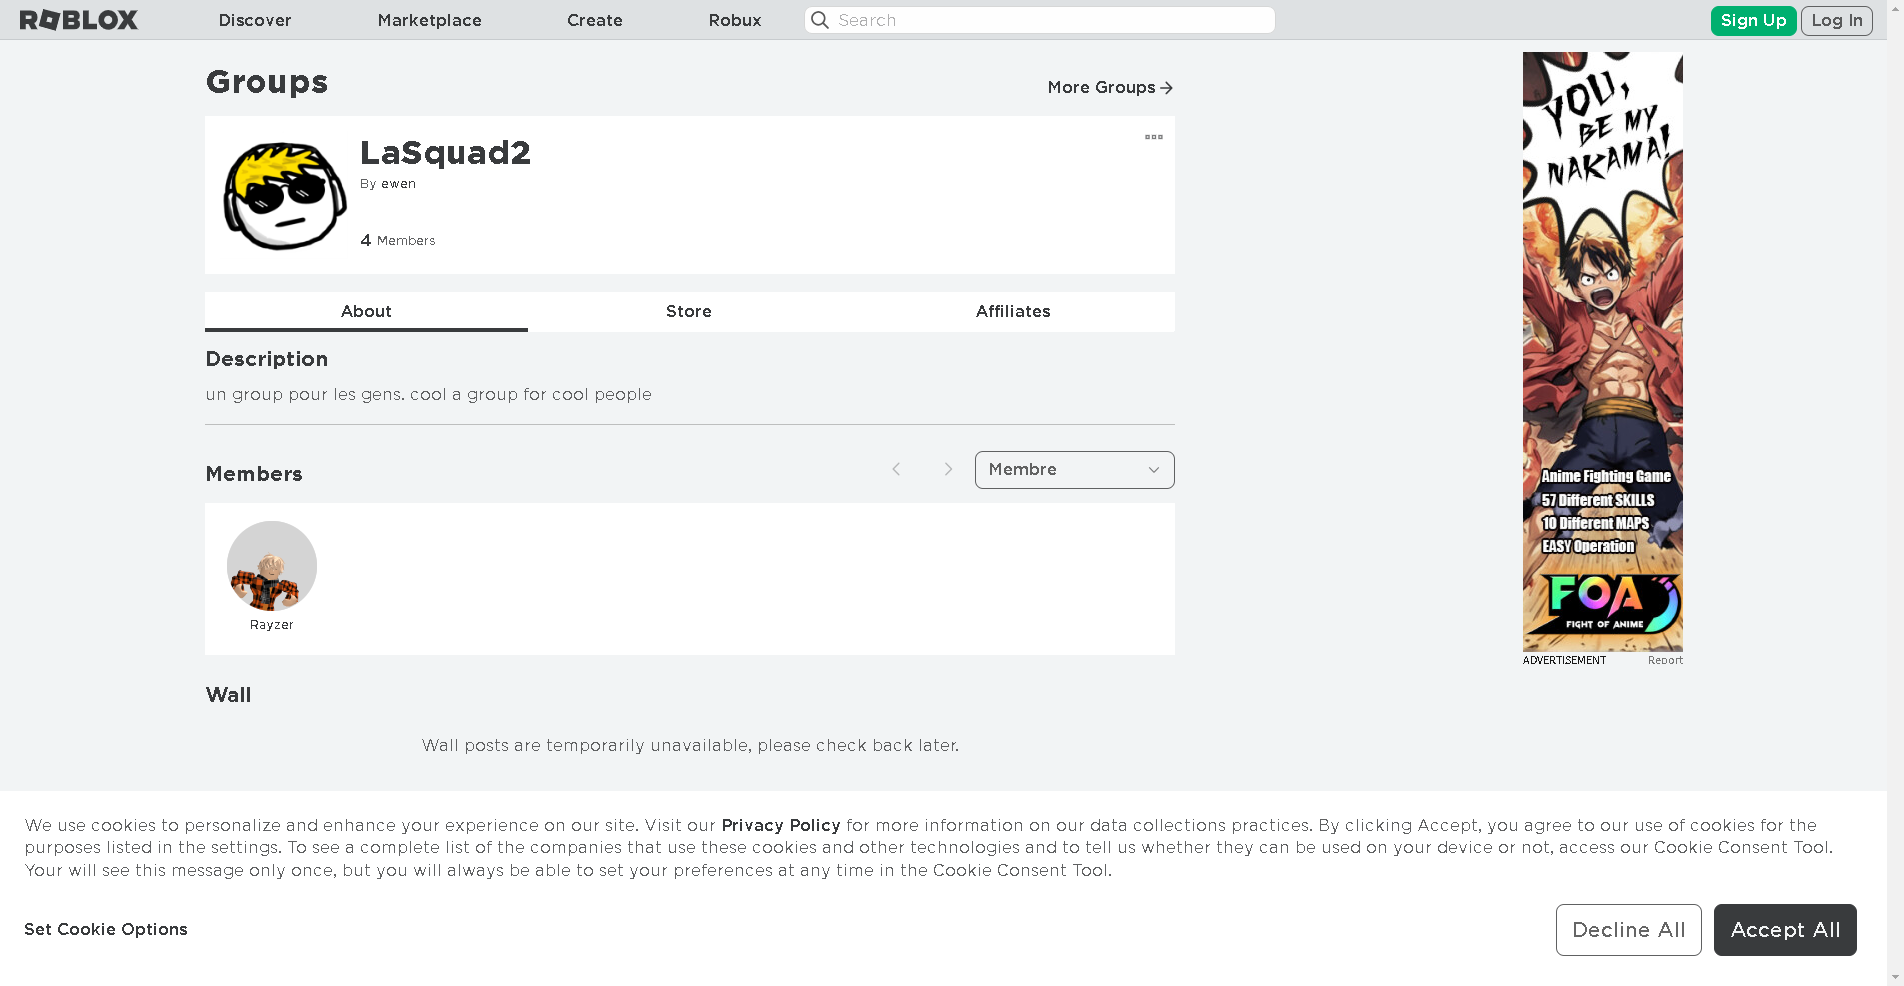 ROBLOX
Discover
Marketplace
Create
Robux
Search
Sign Up
Log In
Groups
More Groups
LaSquad2
By ewen
4 Members
About
Store
Affiliates
Description
un group pour les gens. cool a group for cool people
Members
Membre
Rayzer
Wall
Wall posts are temporarily unavailable, please check back later.
YOU,
BE MY
NAKAMA!
Anime Fighting Game
57 Different SKILLS
10 Different MAPS
EASY Operation
FOA
FIGHT OF ANIME
ADVERTISEMENT
Report
We use cookies to personalize and enhance your experience on our site. Visit our Privacy Policy for more information on our data collections practices. By clicking Accept, you agree to our use of cookies for the
purposes listed in the settings. To see a complete list of the companies that use these cookies and other technologies and to tell us whether they can be used on your device or not, access our Cookie Consent Tool.
Your will see this message only once, but you will always be able to set your preferences at any time in the Cookie Consent Tool.
Set Cookie Options
Decline All
Accept All